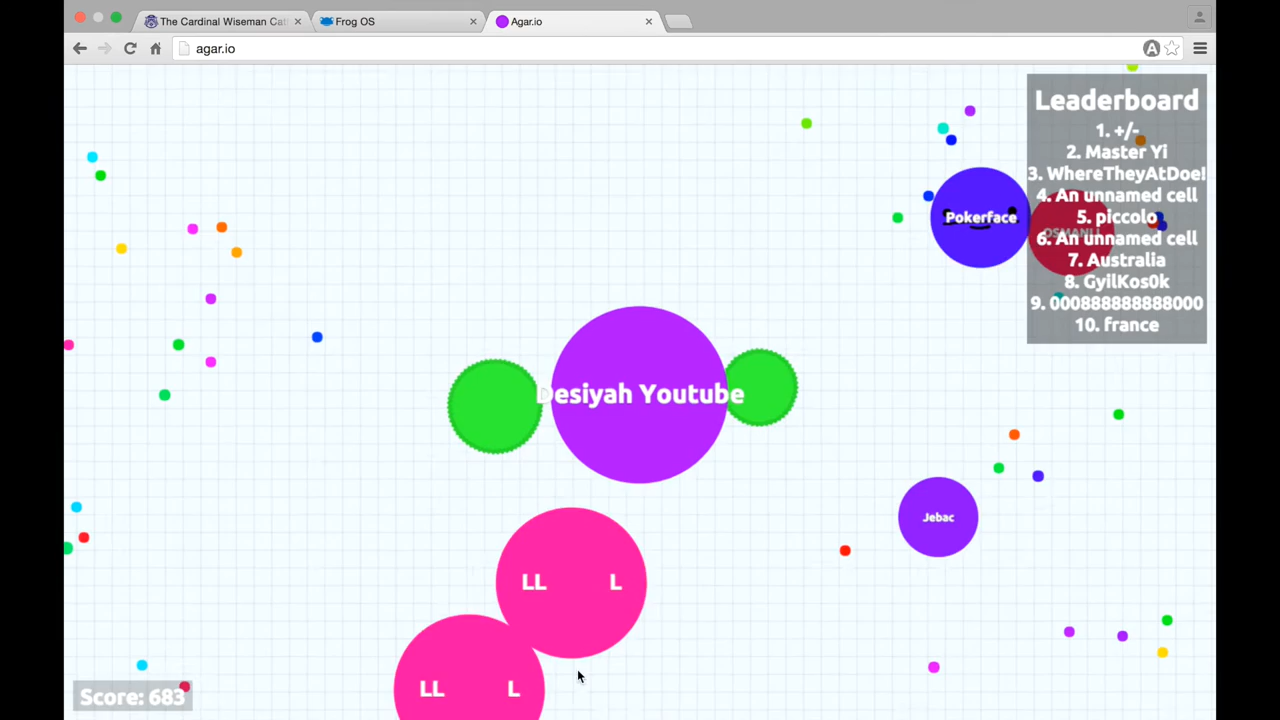 The Cardinal Wiseman Cat
Frog OS
Agar.io
agar.io
Leaderboard
1. +/-
2. Master Yi
3. WhereTheyAtDoe!
4. An unnamed cell
5. piccolo
6. An unnamed cell
7. Australia
8. GyilKos0k
9. 000888888888000
10. france
Pokerface
OSMANLI
Desiyah Youtube
Jebac
LL L
LL L
Score: 683